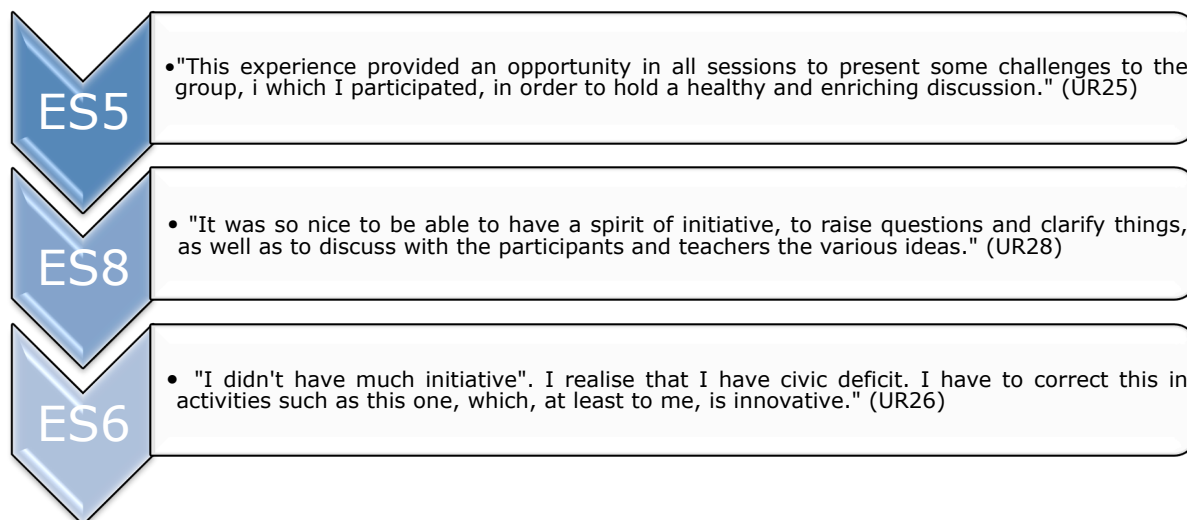 ES5
•"This experience provided an opportunity in all sessions to present some challenges to the
group, i which I participated, in order to hold a healthy and enriching discussion." (UR25)
ES8
• "It was so nice to be able to have a spirit of initiative, to raise questions and clarify things,
as well as to discuss with the participants and teachers the various ideas." (UR28)
ES6
• "I didn't have much initiative". I realise that I have civic deficit. I have to correct this in
activities such as this one, which, at least to me, is innovative." (UR26)